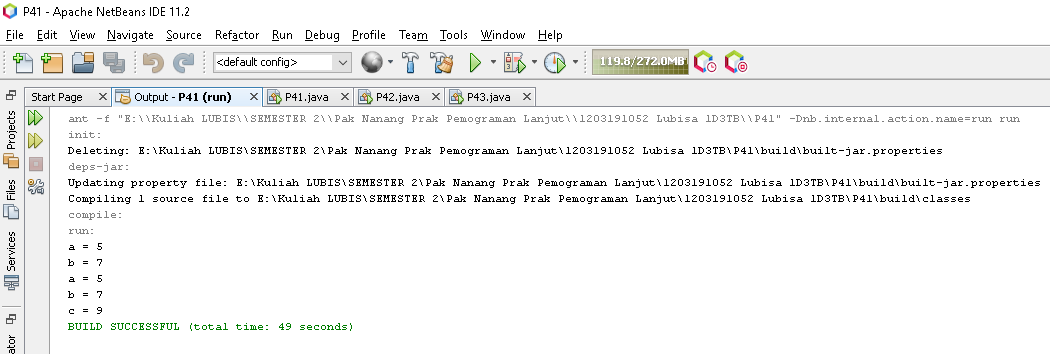 P41 - Apache NetBeans IDE 11.2
File Edit View Navigate Source Refactor Run Debug Profile Team Tools Window Help
<default config> 119.8/272.0MB
Start Page Output - P41 (run) P41.java P42.java P43.java
Projects
Files
Services
ator
ant -f "E:\\Kuliah LUBIS\\SEMESTER 2\\Pak Nanang Prak Pemograman Lanjut\\1203191052 Lubisa 1D3TB\\P41" -Dnb.internal.action.name=run run
init:
Deleting: E:\Kuliah LUBIS\SEMESTER 2\Pak Nanang Prak Pemograman Lanjut\1203191052 Lubisa 1D3TB\P41\build\built-jar.properties
deps-jar:
Updating property file: E:\Kuliah LUBIS\SEMESTER 2\Pak Nanang Prak Pemograman Lanjut\1203191052 Lubisa 1D3TB\P41\build\built-jar.properties
Compiling 1 source file to E:\Kuliah LUBIS\SEMESTER 2\Pak Nanang Prak Pemograman Lanjut\1203191052 Lubisa 1D3TB\P41\build\classes
compile:
run:
a = 5
b = 7
a = 5
b = 7
c = 9
BUILD SUCCESSFUL (total time: 49 seconds)